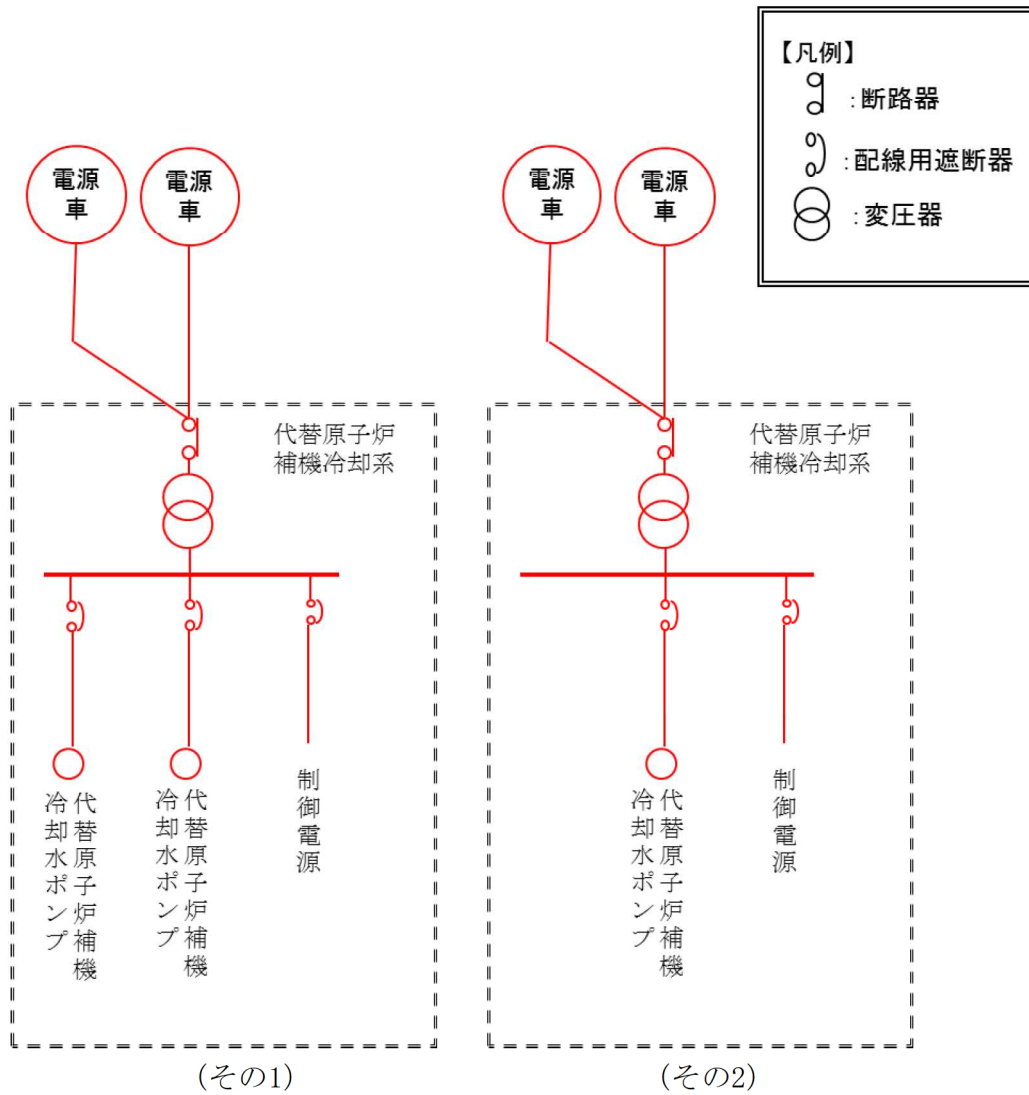 【凡例】
:断路器
:配線用遮断器
:変圧器
電源
車
電源
車
代替原子炉
補機冷却系
代替原子炉補機
冷却水ポンプ
代替原子炉補機
冷却水ポンプ
制御電源
(その1)
電源
車
電源
車
代替原子炉
補機冷却系
代替原子炉補機
冷却水ポンプ
制御電源
(その2)